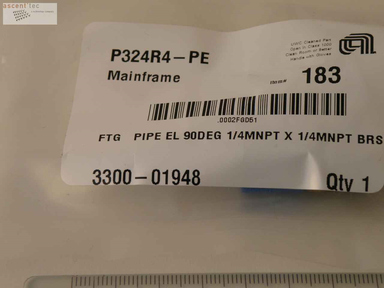 ascent'tec
P324R4-PE
Mainframe
183
.0002FGD51
FTG PIPE EL 90DEG 1/4MNPT X 1/4MNPT BRS
3300-01948
Qty 1